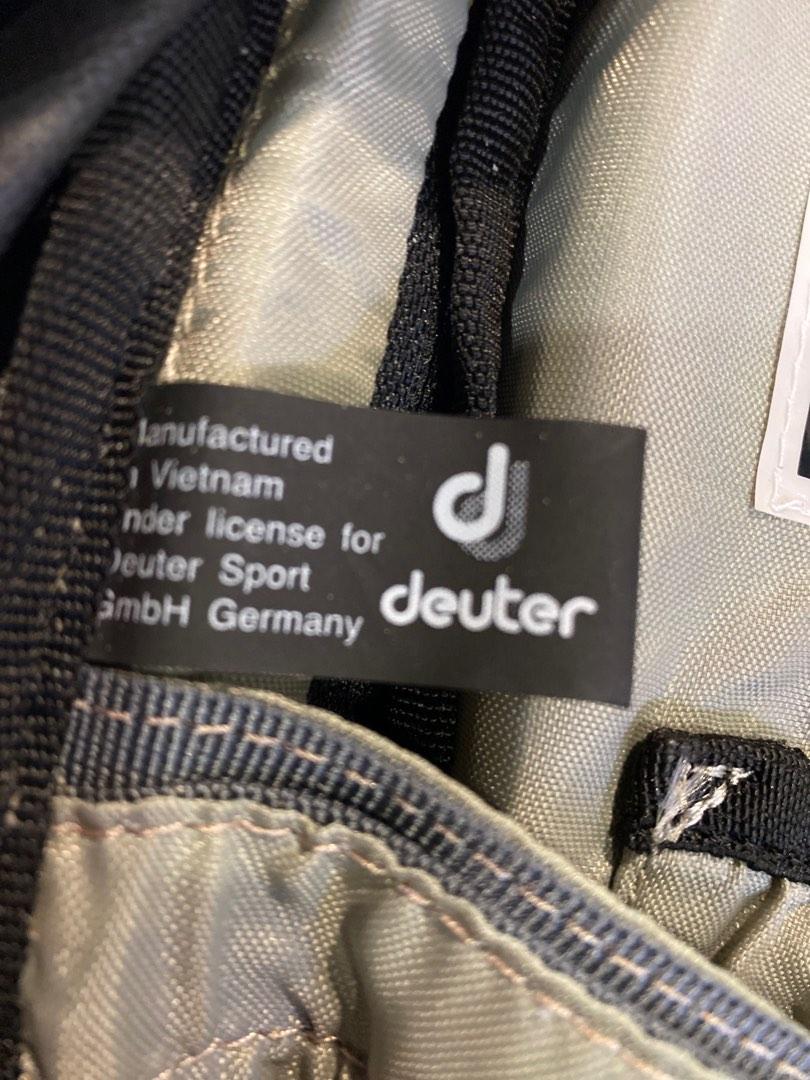 Manufactured
in Vietnam
under license for
Deuter Sport
GmbH Germany
d
deuter